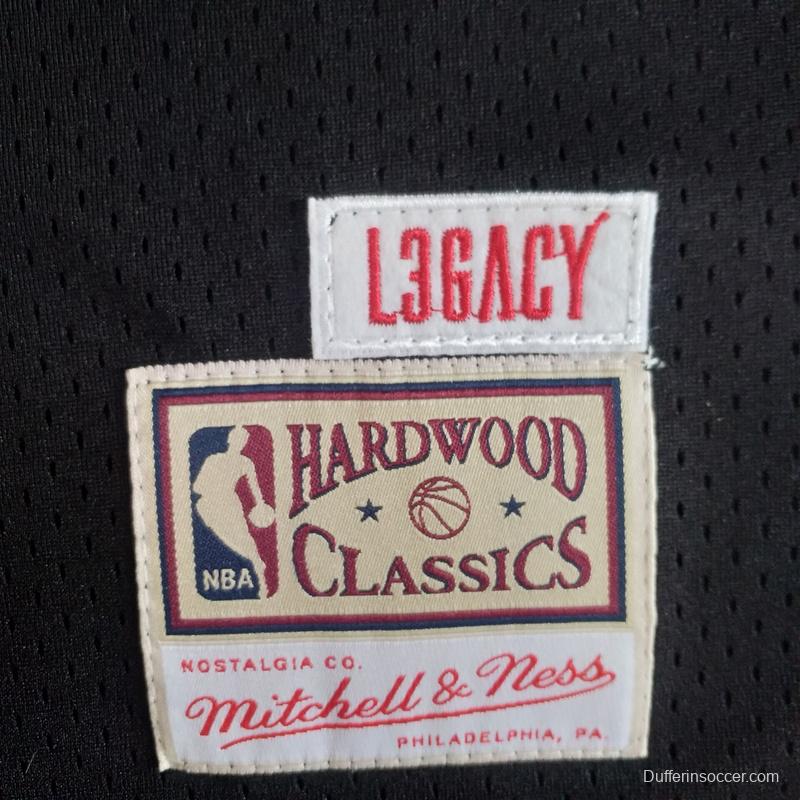 L3GACY
HARDWOOD
CLASSICS
NBA
NOSTALGIA CO.
Mitchell & Ness
PHILADELPHIA, PA.
Dufferinsoccer.com